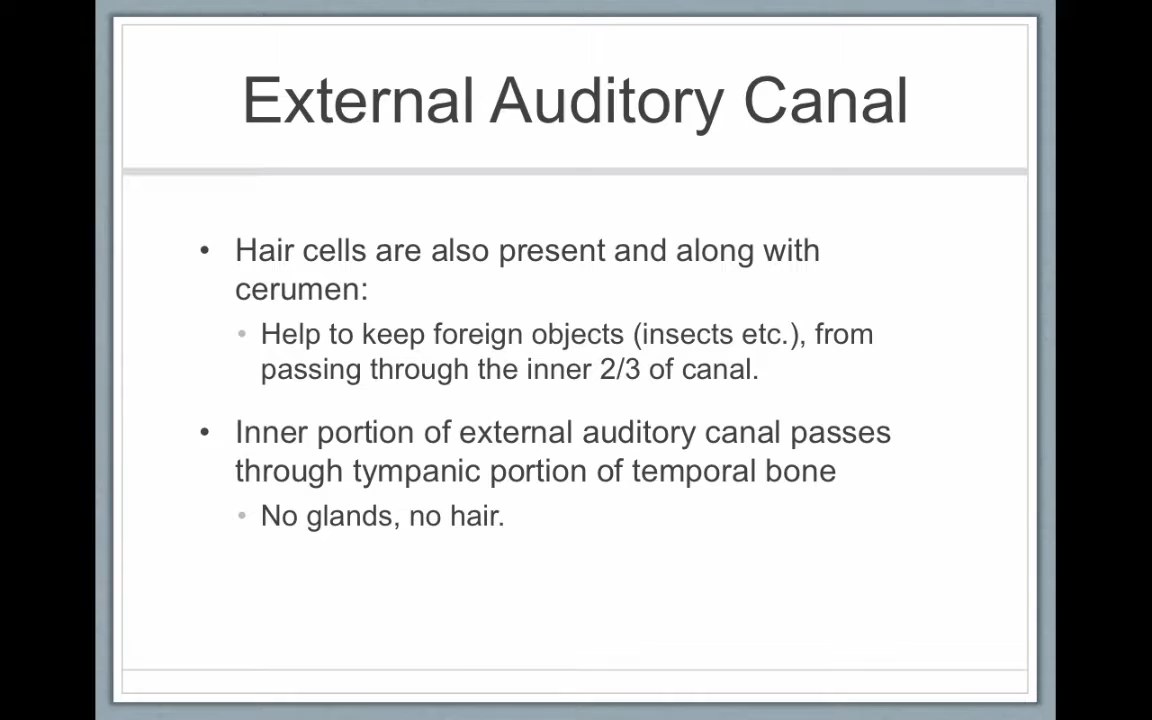 External Auditory Canal
• Hair cells are also present and along with
cerumen:
• Help to keep foreign objects (insects etc.), from
passing through the inner 2/3 of canal.
• Inner portion of external auditory canal passes
through tympanic portion of temporal bone
• No glands, no hair.